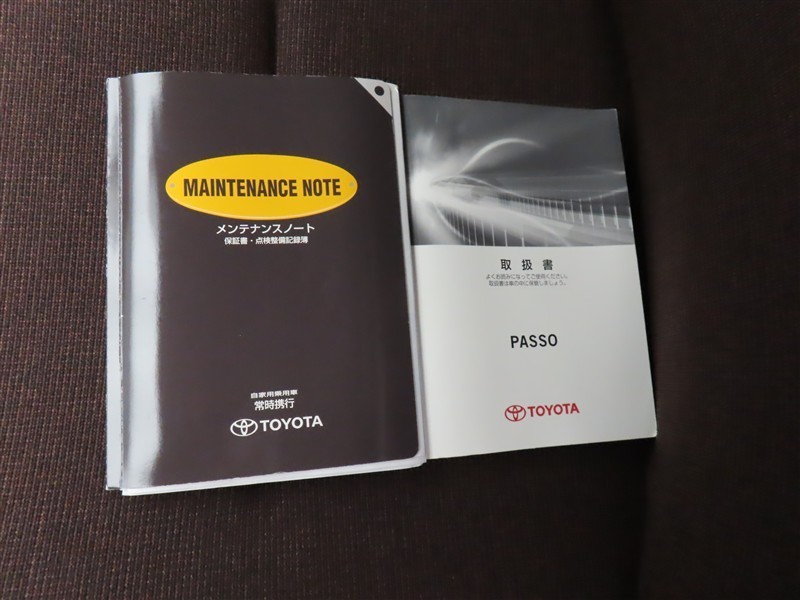 MAINTENANCE NOTE
メンテナンスノート
保証書・点検整備記録簿
自家用乗用車
常時携行
TOYOTA
取扱書
よくお読みになってご使用ください。
取扱書は車の中に保管しましょう。
PASSO
TOYOTA